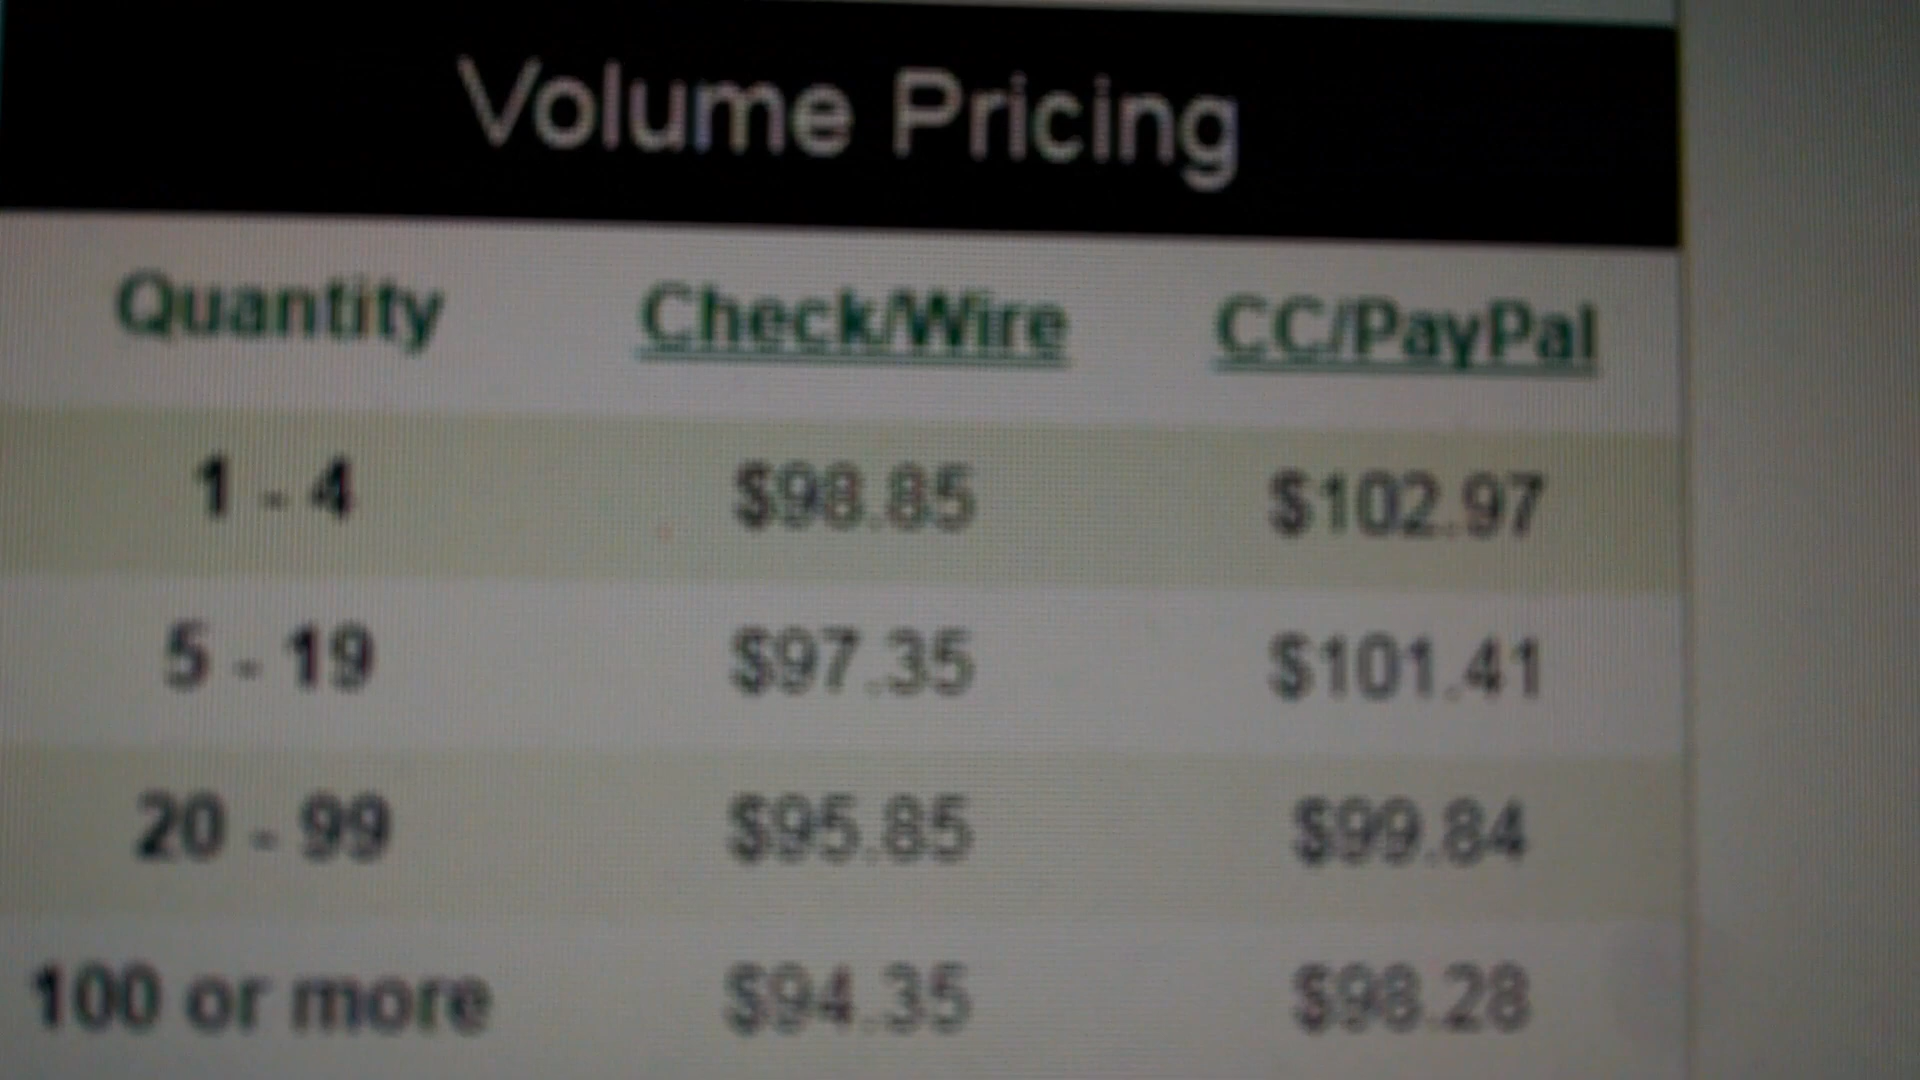 Volume Pricing
Quantity Check/Wire CC/PayPal
1 - 4 $98.85 $102.97
5 - 19 $97.35 $101.41
20 - 99 $95.85 $99.84
100 or more $94.35 $98.28